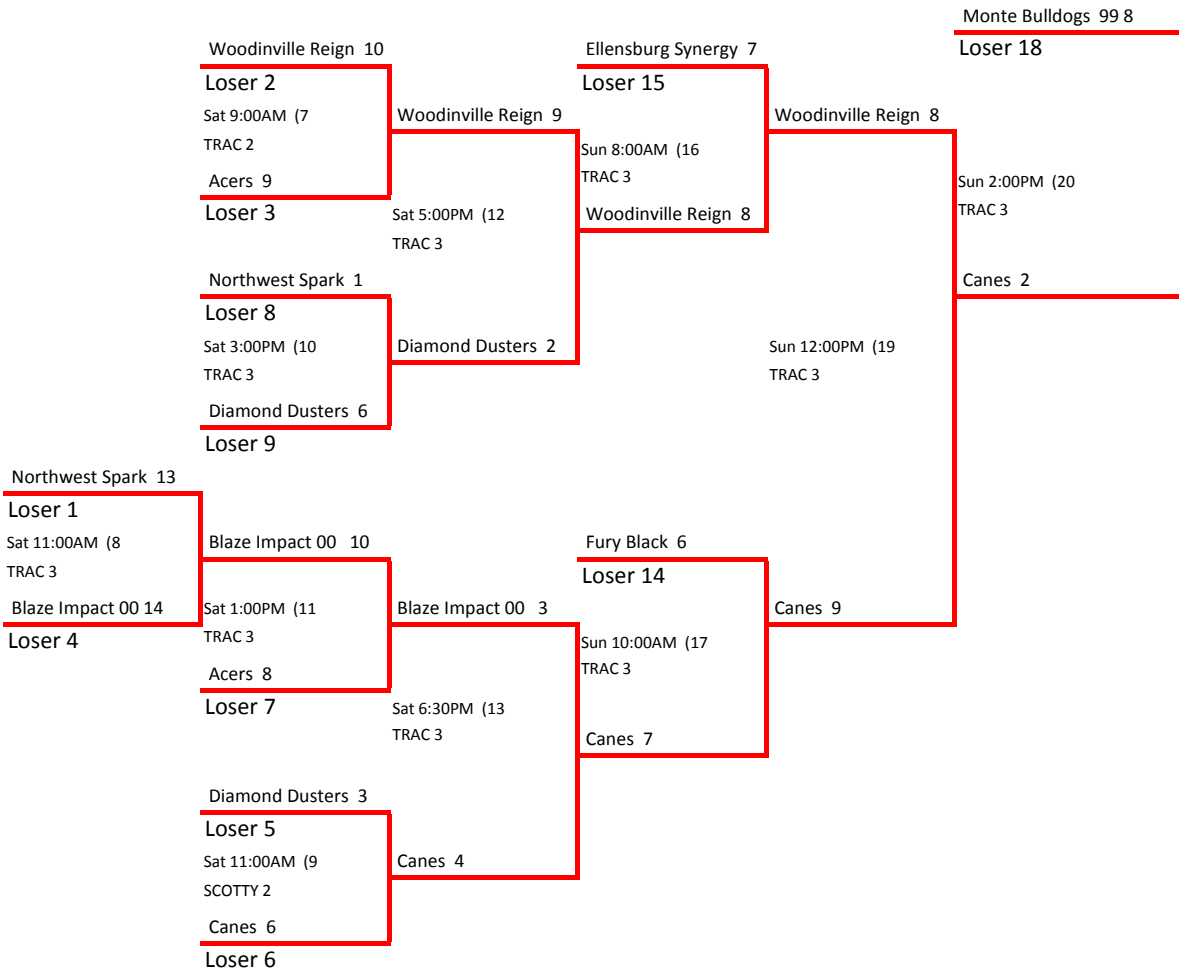 Monte Bulldogs 99 8
Loser 18
Woodinville Reign 10
Ellensburg Synergy 7
Loser 2
Loser 15
Sat 9:00AM (7
TRAC 2
Woodinville Reign 9
Woodinville Reign 8
Sun 8:00AM (16
TRAC 3
Acers 9
Sun 2:00PM (20
TRAC 3
Loser 3
Sat 5:00PM (12
TRAC 3
Woodinville Reign 8
Northwest Spark 1
Canes 2
Loser 8
Sat 3:00PM (10
TRAC 3
Diamond Dusters 2
Sun 12:00PM (19
TRAC 3
Diamond Dusters 6
Loser 9
Northwest Spark 13
Loser 1
Sat 11:00AM (8
TRAC 3
Blaze Impact 00 10
Fury Black 6
Loser 14
Blaze Impact 00 14
Loser 4
Sat 1:00PM (11
TRAC 3
Blaze Impact 00 3
Canes 9
Sun 10:00AM (17
TRAC 3
Acers 8
Loser 7
Sat 6:30PM (13
TRAC 3
Canes 7
Diamond Dusters 3
Loser 5
Sat 11:00AM (9
SCOTTY 2
Canes 4
Canes 6
Loser 6